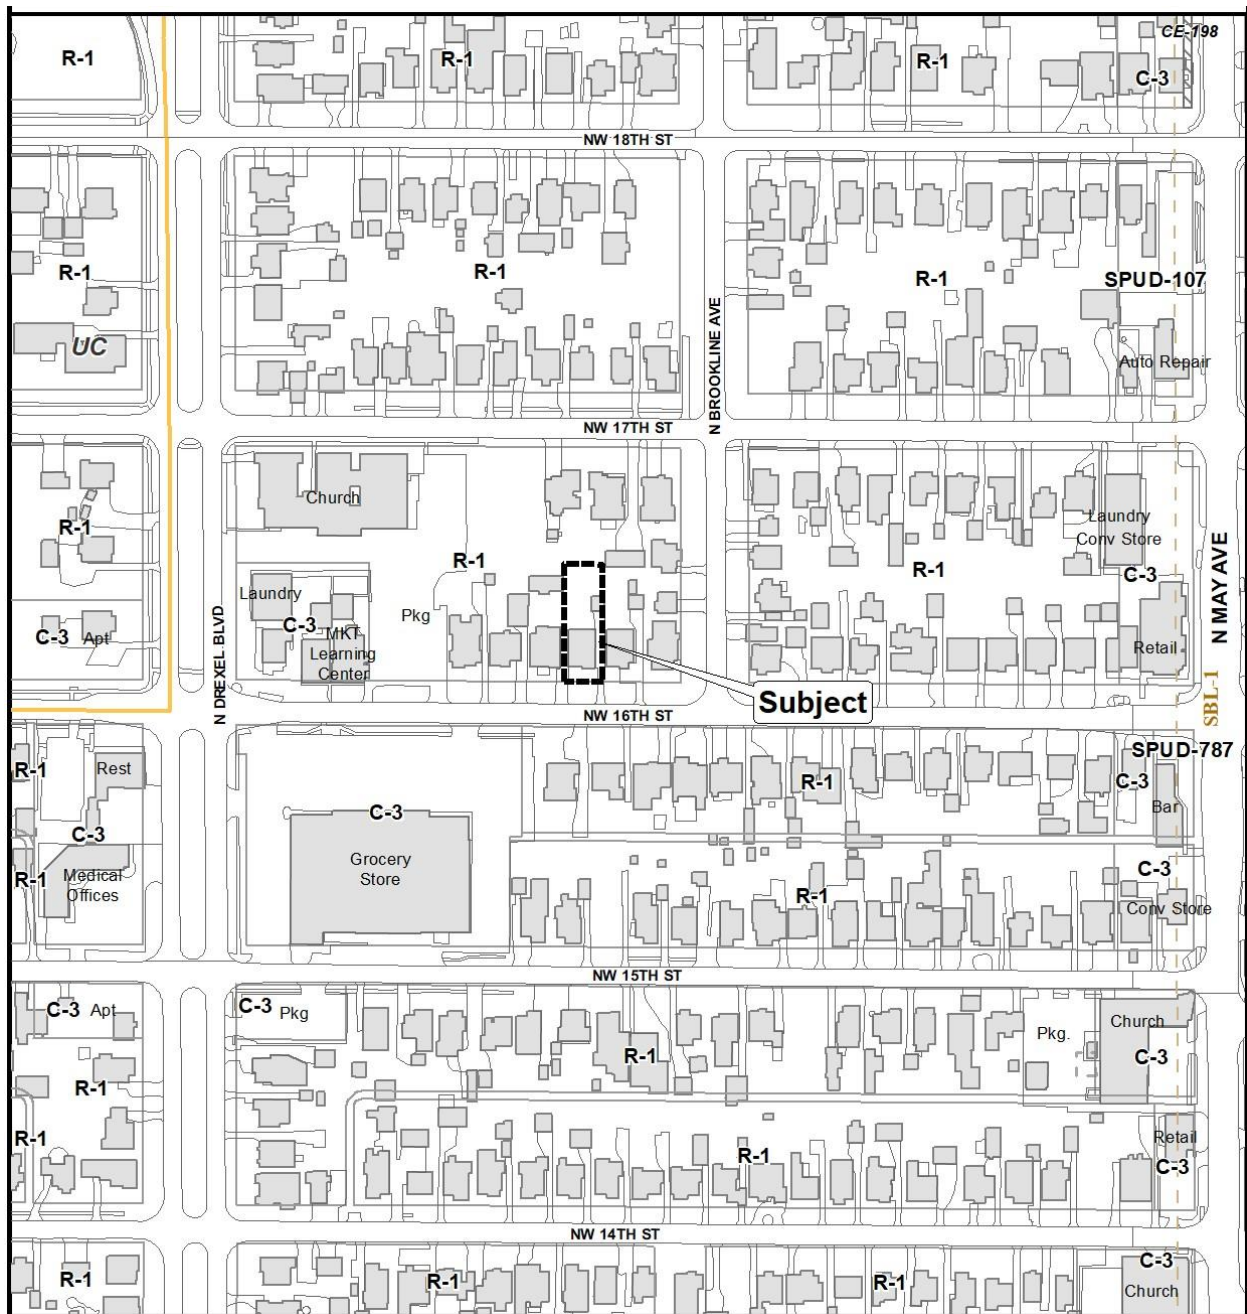 CE-198
R-1
R-1
R-1
C-3
NW 18TH ST
R-1
R-1
R-1
SPUD-107
UC
Auto Repair
N BROOKLINE AVE
NW 17TH ST
Church
R-1
Laundry
Conv Store
R-1
R-1
C-3
N MAY AVE
Laundry
Pkg
C-3
C-3 Apt
MKT
Learning
Center
Retail
N DREXEL BLVD
Subject
SBL-1
NW 16TH ST
SPUD-787
R-1
Rest
R-1
C-3
Bar
C-3
C-3
Grocery
Store
C-3
R-1
Medical
Offices
R-1
Conv Store
NW 15TH ST
C-3 Apt
C-3 Pkg
Pkg.
Church
R-1
C-3
R-1
R-1
R-1
Retail
C-3
NW 14TH ST
R-1
R-1
R-1
C-3
Church